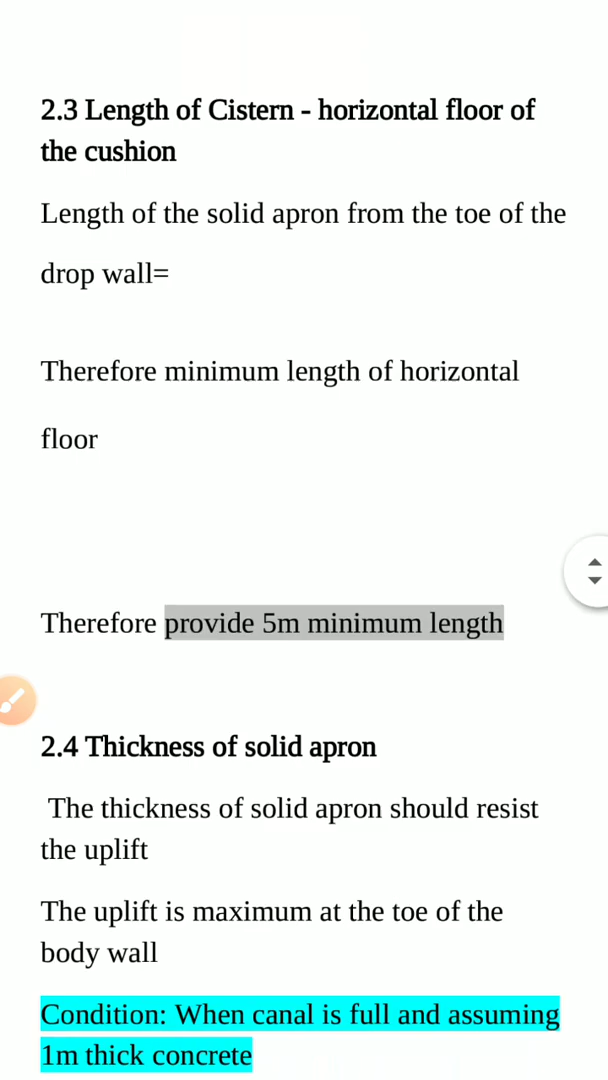 2.3 Length of Cistern - horizontal floor of
the cushion
Length of the solid apron from the toe of the
drop wall=
Therefore minimum length of horizontal
floor
Therefore provide 5m minimum length
2.4 Thickness of solid apron
The thickness of solid apron should resist
the uplift
The uplift is maximum at the toe of the
body wall
Condition: When canal is full and assuming
1m thick concrete